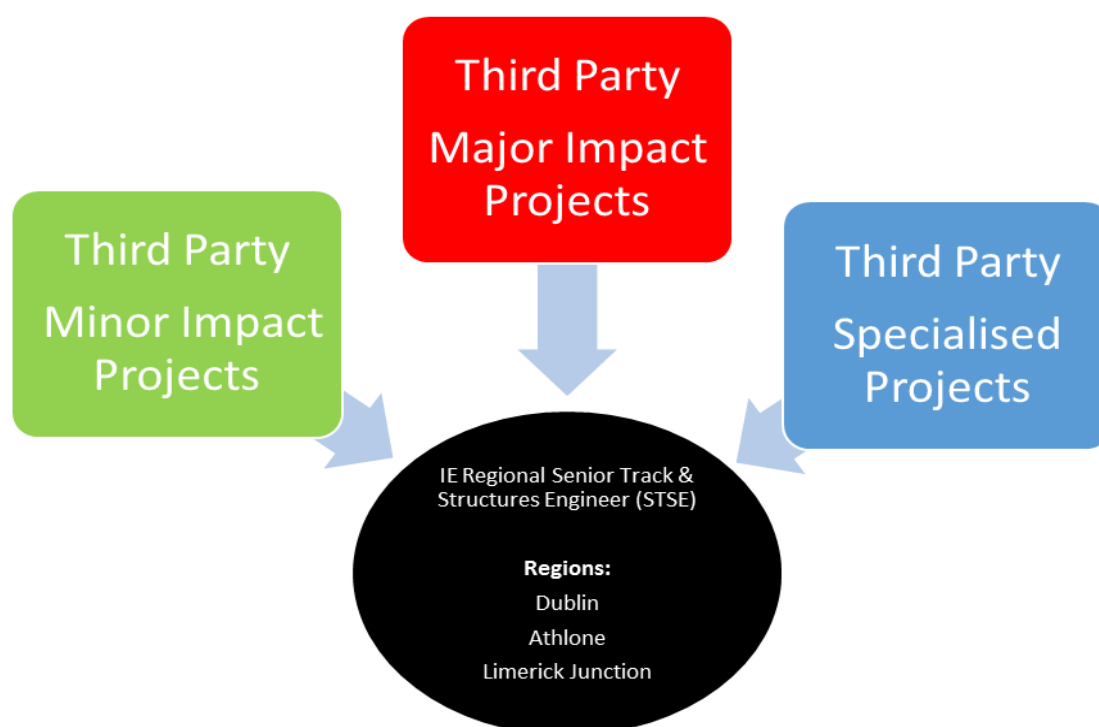 Third Party
Major Impact
Projects
Third Party
Minor Impact
Projects
Third Party
Specialised
Projects
IE Regional Senior Track &
Structures Engineer (STSE)
Regions:
Dublin
Athlone
Limerick Junction